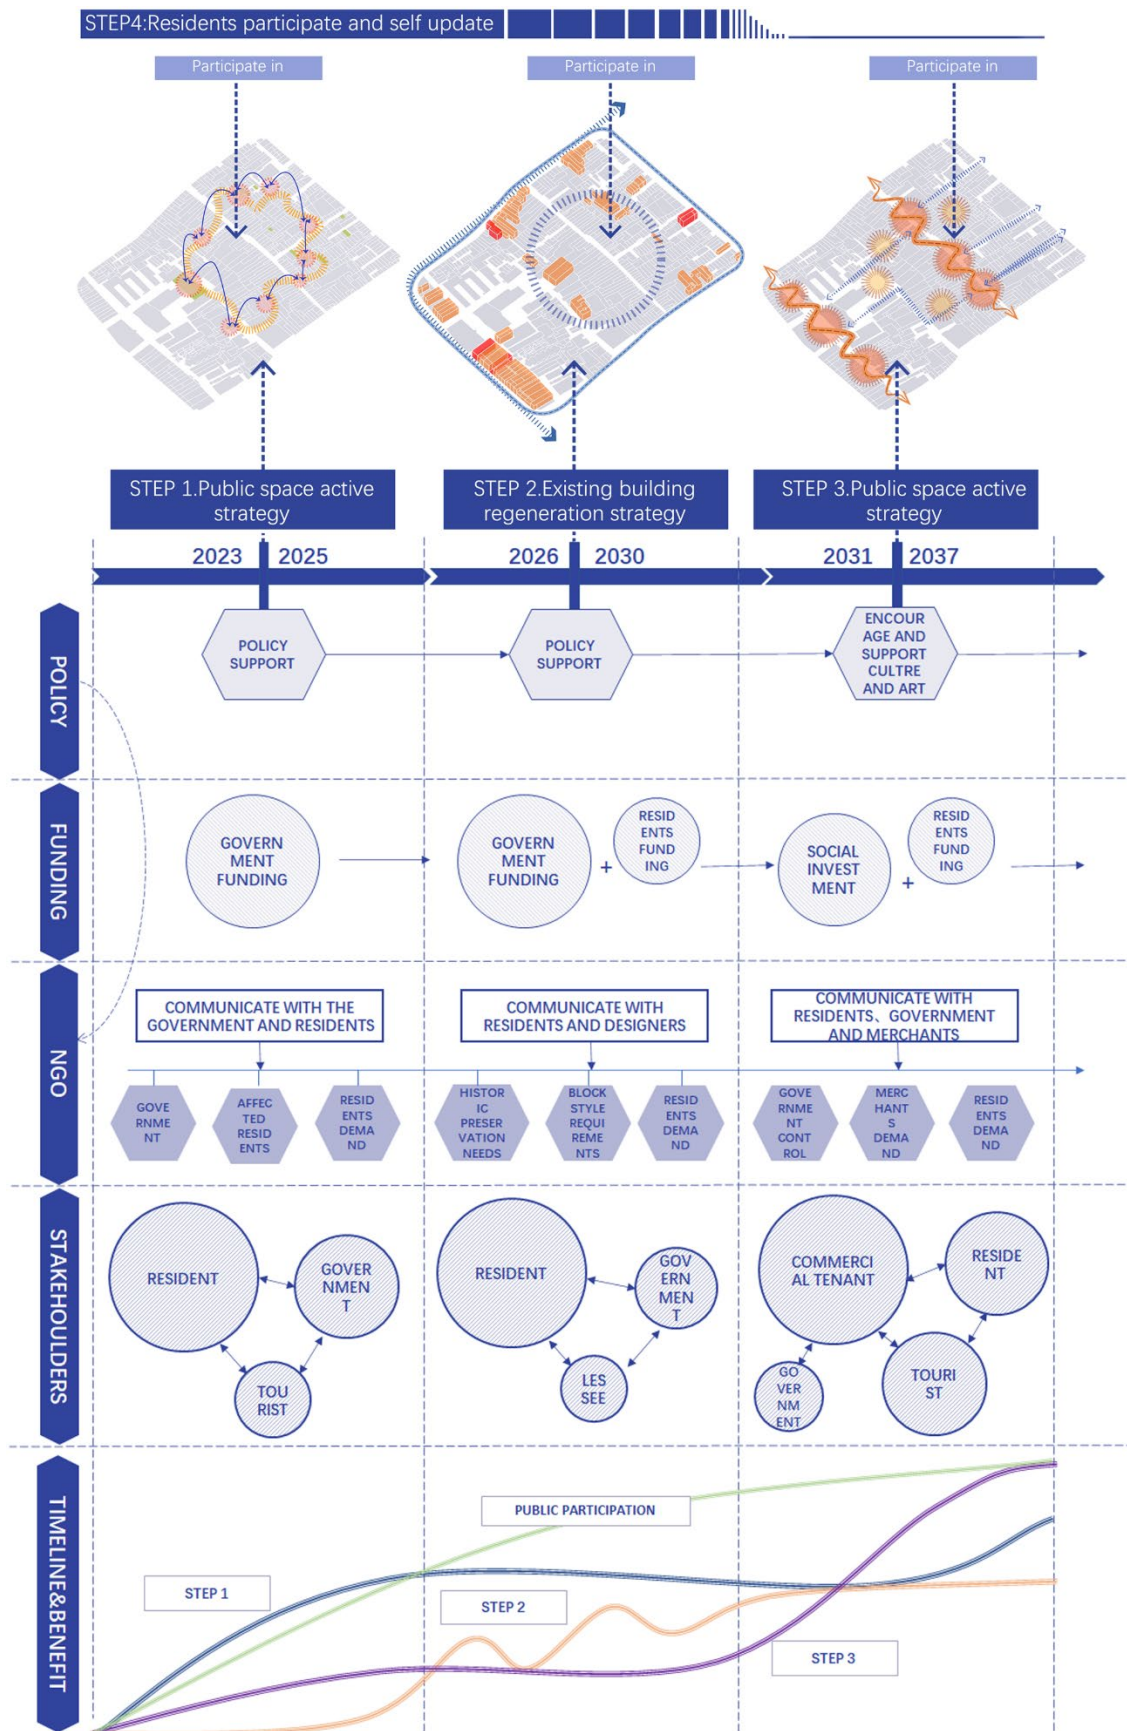 STEP4:Residents participate and self update
Participate in
Participate in
Participate in
STEP 1.Public space active
strategy
STEP 2.Existing building
regeneration strategy
STEP 3.Public space active
strategy
2023
2025
2026
2030
2031
2037
POLICY
POLICY
SUPPORT
POLICY
SUPPORT
ENCOUR
AGE AND
SUPPORT
CULTRE
AND ART
FUNDING
GOVERN
MENT
FUNDING
GOVERN
MENT
FUNDING
+
RESID
ENTS
FUND
ING
SOCIAL
INVEST
MENT
+
RESID
ENTS
FUND
ING
NGO
COMMUNICATE WITH THE
GOVERNMENT AND RESIDENTS
COMMUNICATE WITH
RESIDENTS AND DESIGNERS
COMMUNICATE WITH
RESIDENTS、GOVERNMENT
AND MERCHANTS
GOVE
RNME
NT
AFFEC
TED
RESID
ENTS
RESID
ENTS
DEMA
ND
HISTOR
IC
PRESER
VATION
NEEDS
BLOCK
STYLE
REQUI
REME
NTS
RESID
ENTS
DEMA
ND
GOVE
RNME
NT
CONT
ROL
MERC
HANT
S
DEMA
ND
RESID
ENTS
DEMA
ND
STAKEHOULDERS
RESIDENT
GOVER
NMEN
T
TOU
RIST
RESIDENT
GOV
ERN
MEN
T
LES
SEE
COMMERCI
AL TENANT
RESIDE
NT
GO
VER
NM
ENT
TOURI
ST
TIMELINE&BENEFIT
PUBLIC PARTICIPATION
STEP 1
STEP 2
STEP 3